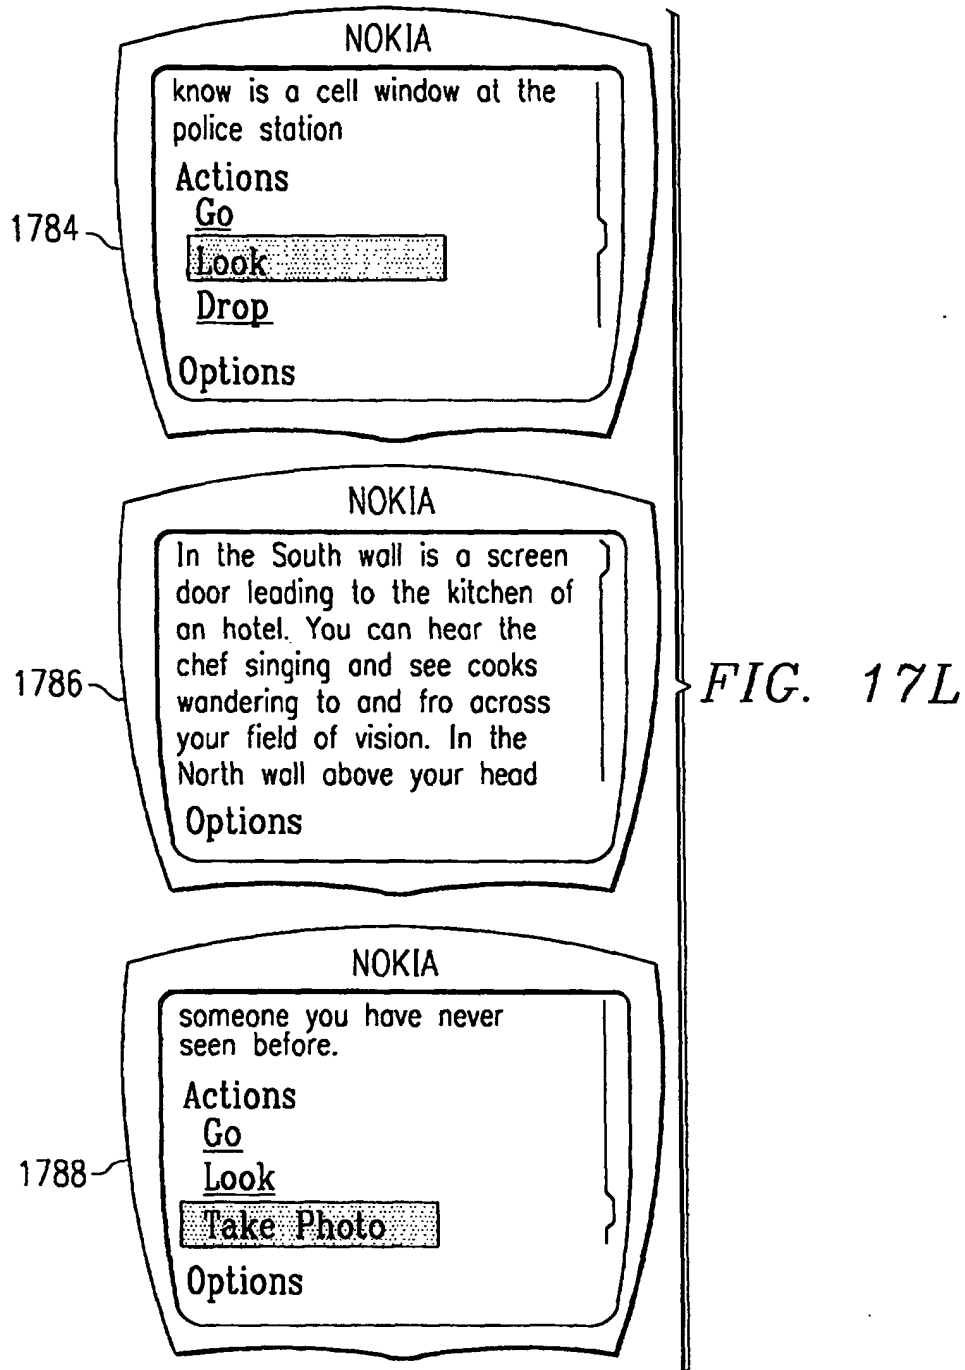 NOKIA
know is a cell window at the
police station
Actions
Go
Look
Drop
Options
1784
NOKIA
In the South wall is a screen
door leading to the kitchen of
an hotel. You can hear the
chef singing and see cooks
wandering to and fro across
your field of vision. In the
North wall above your head
Options
1786
FIG. 17L
NOKIA
someone you have never
seen before.
Actions
Go
Look
Take Photo
Options
1788